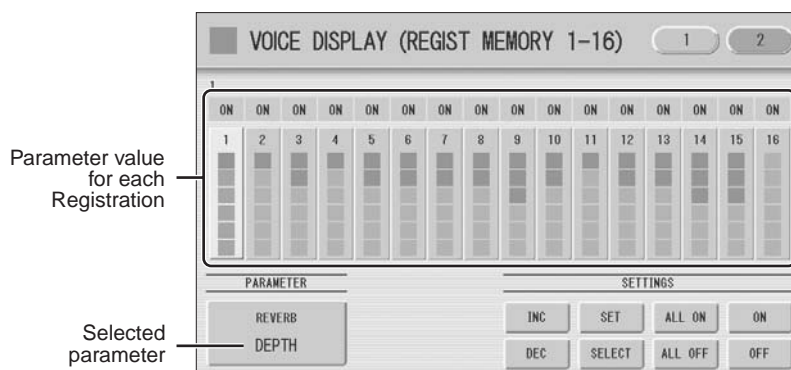 VOICE DISPLAY (REGIST MEMORY 1-16) 1 2
1
ON ON ON ON ON ON ON ON ON ON ON ON ON ON ON ON
1 2 3 4 5 6 7 8 9 10 11 12 13 14 15 16
Parameter value
for each
Registration
PARAMETER SETTINGS
REVERB
DEPTH
INC SET ALL ON ON
DEC SELECT ALL OFF OFF
Selected
parameter